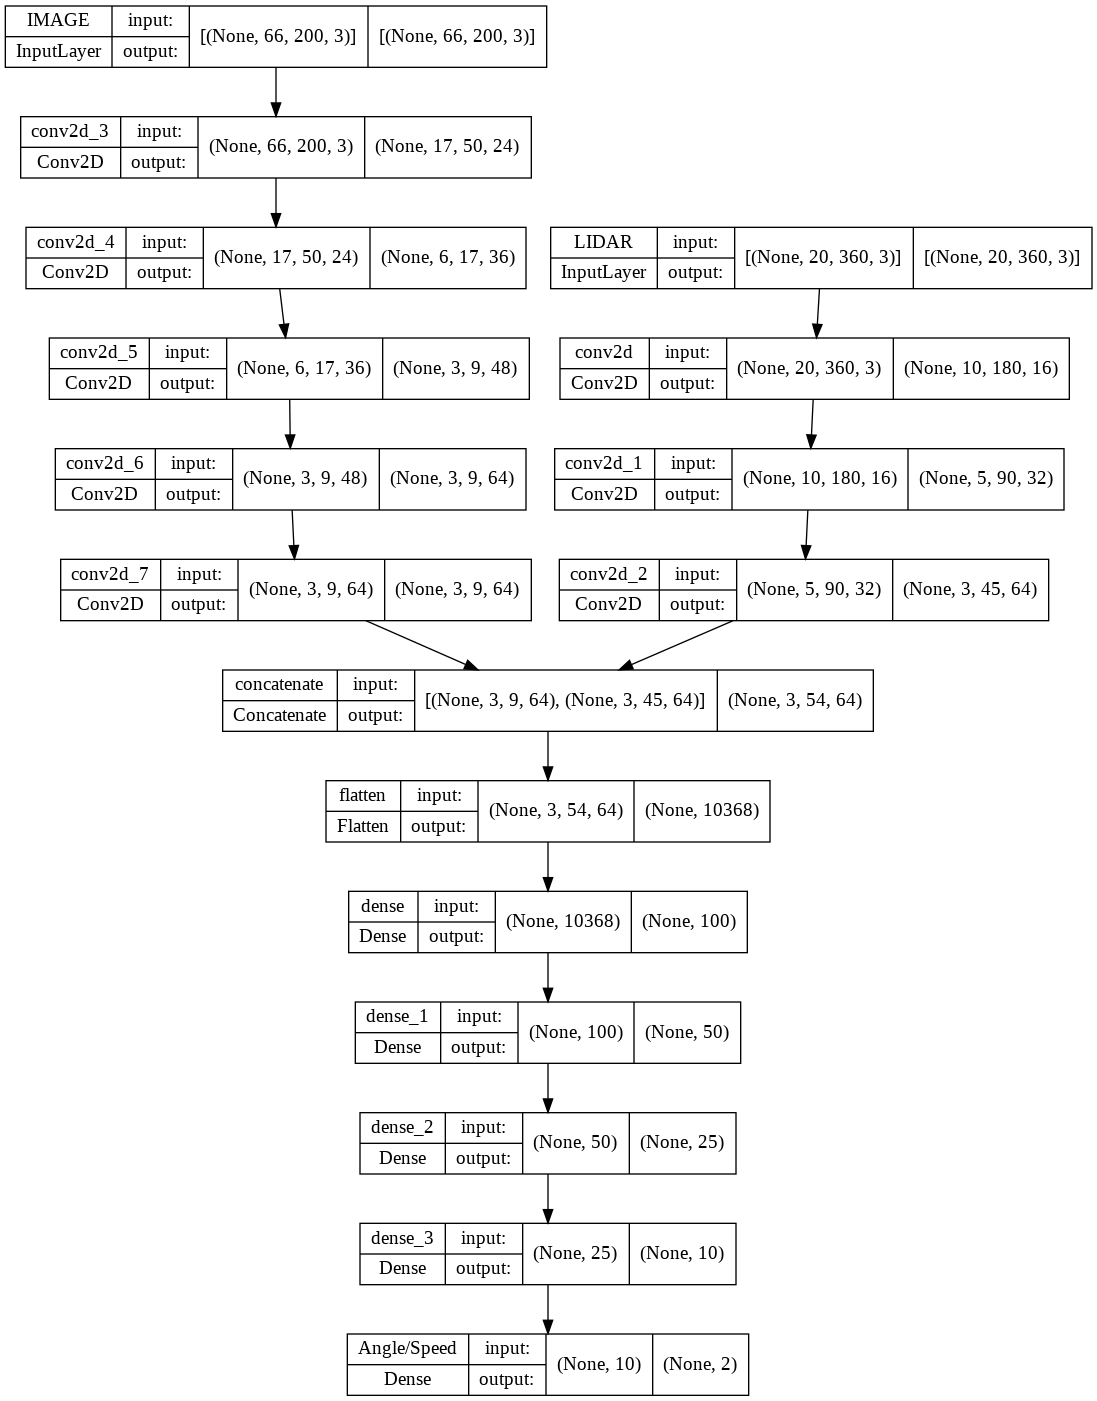 IMAGE input: [(None, 66, 200, 3)] [(None, 66, 200, 3)]
InputLayer output:
conv2d_3 input: (None, 66, 200, 3) (None, 17, 50, 24)
Conv2D output:
conv2d_4 input: (None, 17, 50, 24) (None, 6, 17, 36)
Conv2D output:
LIDAR input: [(None, 20, 360, 3)] [(None, 20, 360, 3)]
InputLayer output:
conv2d_5 input: (None, 6, 17, 36) (None, 3, 9, 48)
Conv2D output:
conv2d input: (None, 20, 360, 3) (None, 10, 180, 16)
Conv2D output:
conv2d_6 input: (None, 3, 9, 48) (None, 3, 9, 64)
Conv2D output:
conv2d_1 input: (None, 10, 180, 16) (None, 5, 90, 32)
Conv2D output:
conv2d_7 input: (None, 3, 9, 64) (None, 3, 9, 64)
Conv2D output:
conv2d_2 input: (None, 5, 90, 32) (None, 3, 45, 64)
Conv2D output:
concatenate input: [(None, 3, 9, 64), (None, 3, 45, 64)] (None, 3, 54, 64)
Concatenate output:
flatten input: (None, 3, 54, 64) (None, 10368)
Flatten output:
dense input: (None, 10368) (None, 100)
Dense output:
dense_1 input: (None, 100) (None, 50)
Dense output:
dense_2 input: (None, 50) (None, 25)
Dense output:
dense_3 input: (None, 25) (None, 10)
Dense output:
Angle/Speed input: (None, 10) (None, 2)
Dense output: